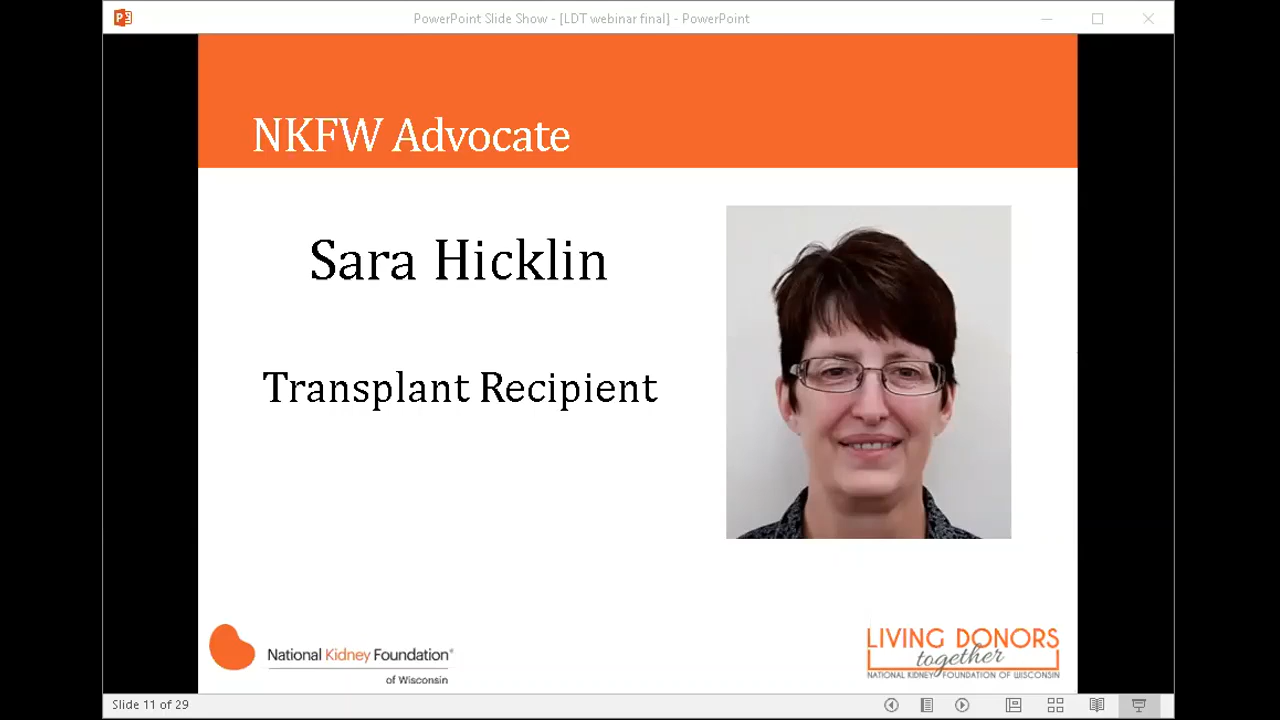 PowerPoint Slide Show - [LDT webinar final] - PowerPoint
NKFW Advocate
Sara Hicklin
Transplant Recipient
National Kidney Foundation®
of Wisconsin
LIVING DONORS
together
NATIONAL KIDNEY FOUNDATION OF WISCONSIN
Slide 11 of 29